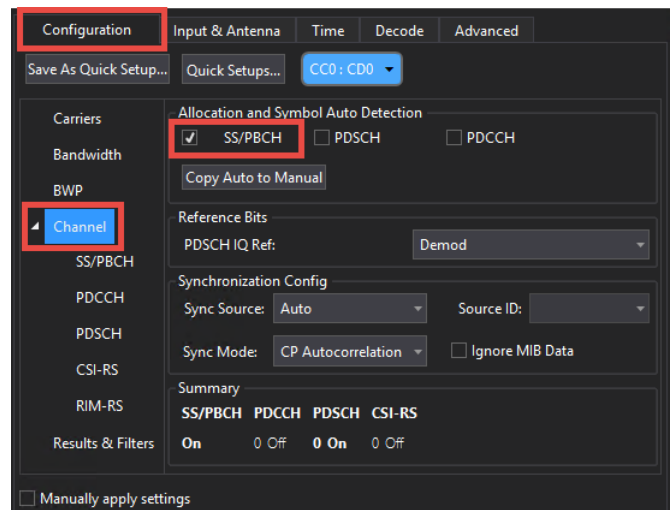 Configuration Input & Antenna Time Decode Advanced
Save As Quick Setup... Quick Setups... CC0 : CD0
Carriers
Bandwidth
BWP
Channel
SS/PBCH
PDCCH
PDSCH
CSI-RS
RIM-RS
Results & Filters
Allocation and Symbol Auto Detection
SS/PBCH PDSCH PDCCH
Copy Auto to Manual
Reference Bits
PDSCH IQ Ref: Demod
Synchronization Config
Sync Source: Auto Source ID:
Sync Mode: CP Autocorrelation Ignore MIB Data
Summary
SS/PBCH PDCCH PDSCH CSI-RS
On 0 Off 0 On 0 Off
Manually apply settings